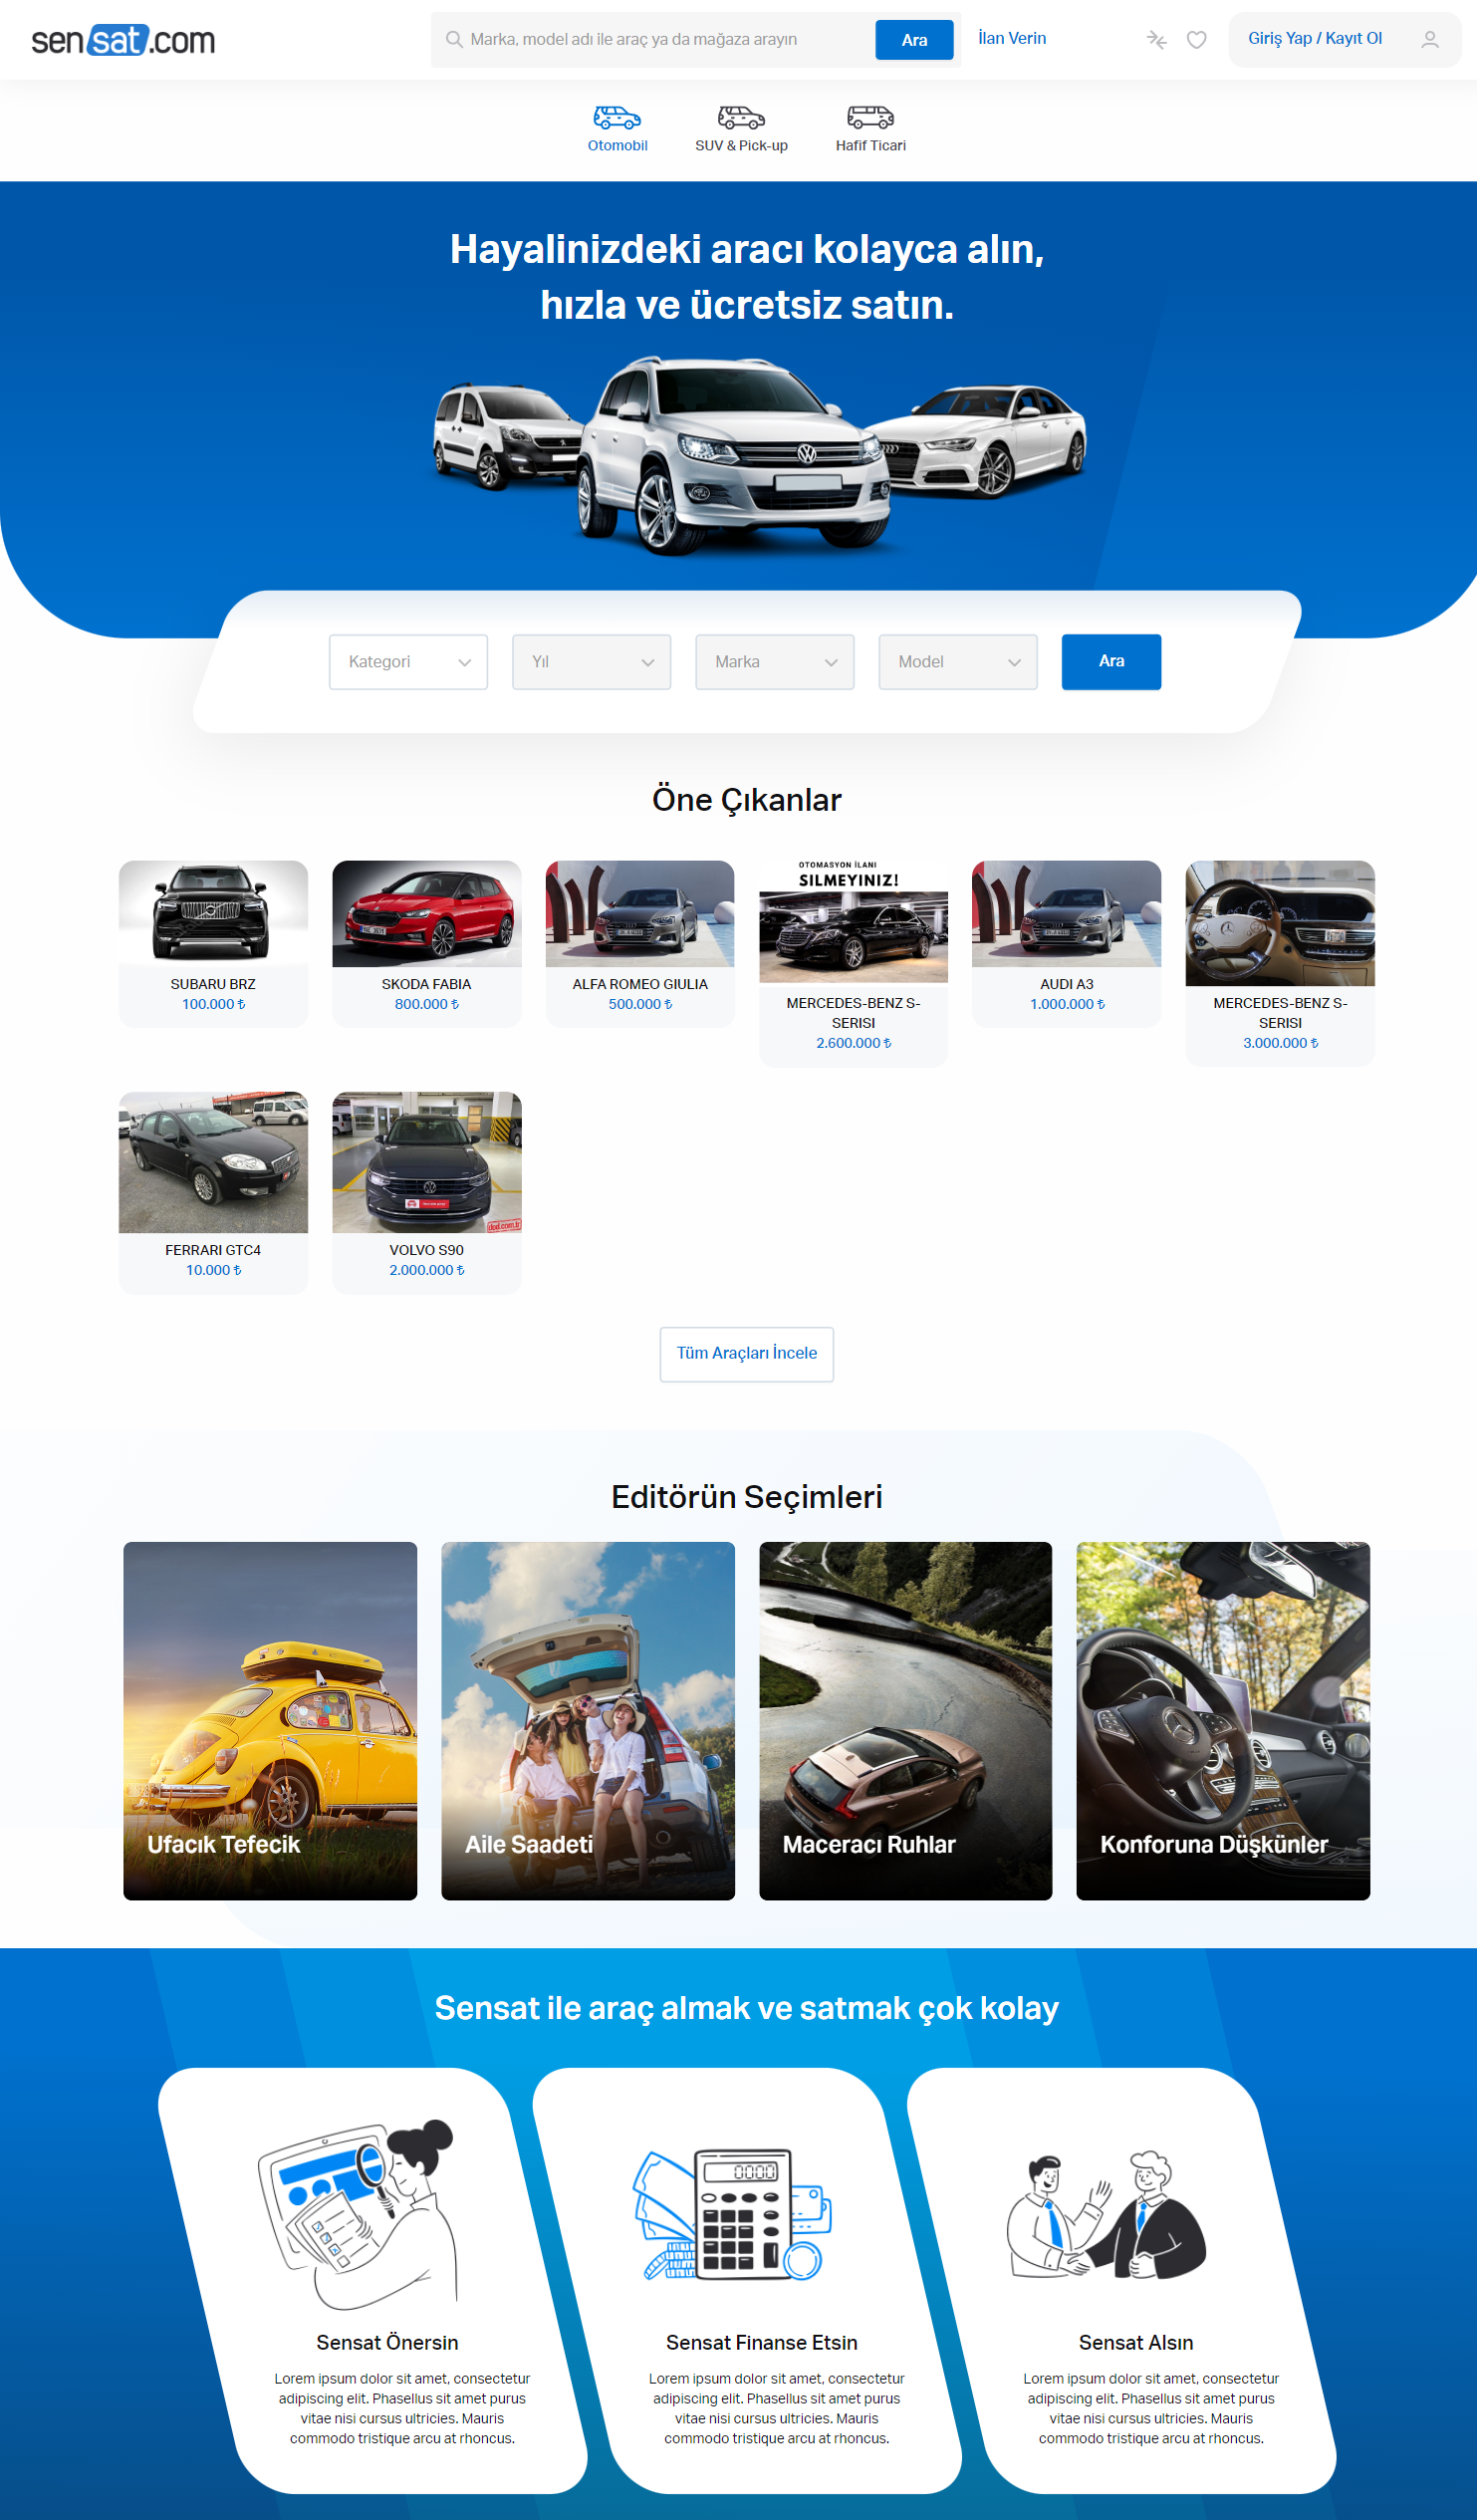 sensat.com
Marka, model adı ile araç ya da mağaza arayın
Ara
İlan Verin
Giriş Yap / Kayıt Ol
Otomobil
SUV & Pick-up
Hafif Ticari
Hayalinizdeki aracı kolayca alın,
hızla ve ücretsiz satın.
Kategori
Yıl
Marka
Model
Ara
Öne Çıkanlar
OTOMASYON İLANI
SILMEYINIZ!
SUBARU BRZ
100.000 ₺
SKODA FABIA
800.000 ₺
ALFA ROMEO GIULIA
500.000 ₺
MERCEDES-BENZ S-
SERISI
2.600.000 ₺
AUDI A3
1.000.000 ₺
MERCEDES-BENZ S-
SERISI
3.000.000 ₺
dod.com.tr
FERRARI GTC4
10.000 ₺
VOLVO S90
2.000.000 ₺
Tüm Araçları İncele
Editörün Seçimleri
Ufacık Tefecik
Aile Saadeti
Maceracı Ruhlar
Konforuna Düşkünler
Sensat ile araç almak ve satmak çok kolay
0000
Sensat Önersin
Lorem ipsum dolor sit amet, consectetur
adipiscing elit. Phasellus sit amet purus
vitae nisi cursus ultricies. Mauris
commodo tristique arcu at rhoncus.
Sensat Finanse Etsin
Lorem ipsum dolor sit amet, consectetur
adipiscing elit. Phasellus sit amet purus
vitae nisi cursus ultricies. Mauris
commodo tristique arcu at rhoncus.
Sensat Alsın
Lorem ipsum dolor sit amet, consectetur
adipiscing elit. Phasellus sit amet purus
vitae nisi cursus ultricies. Mauris
commodo tristique arcu at rhoncus.